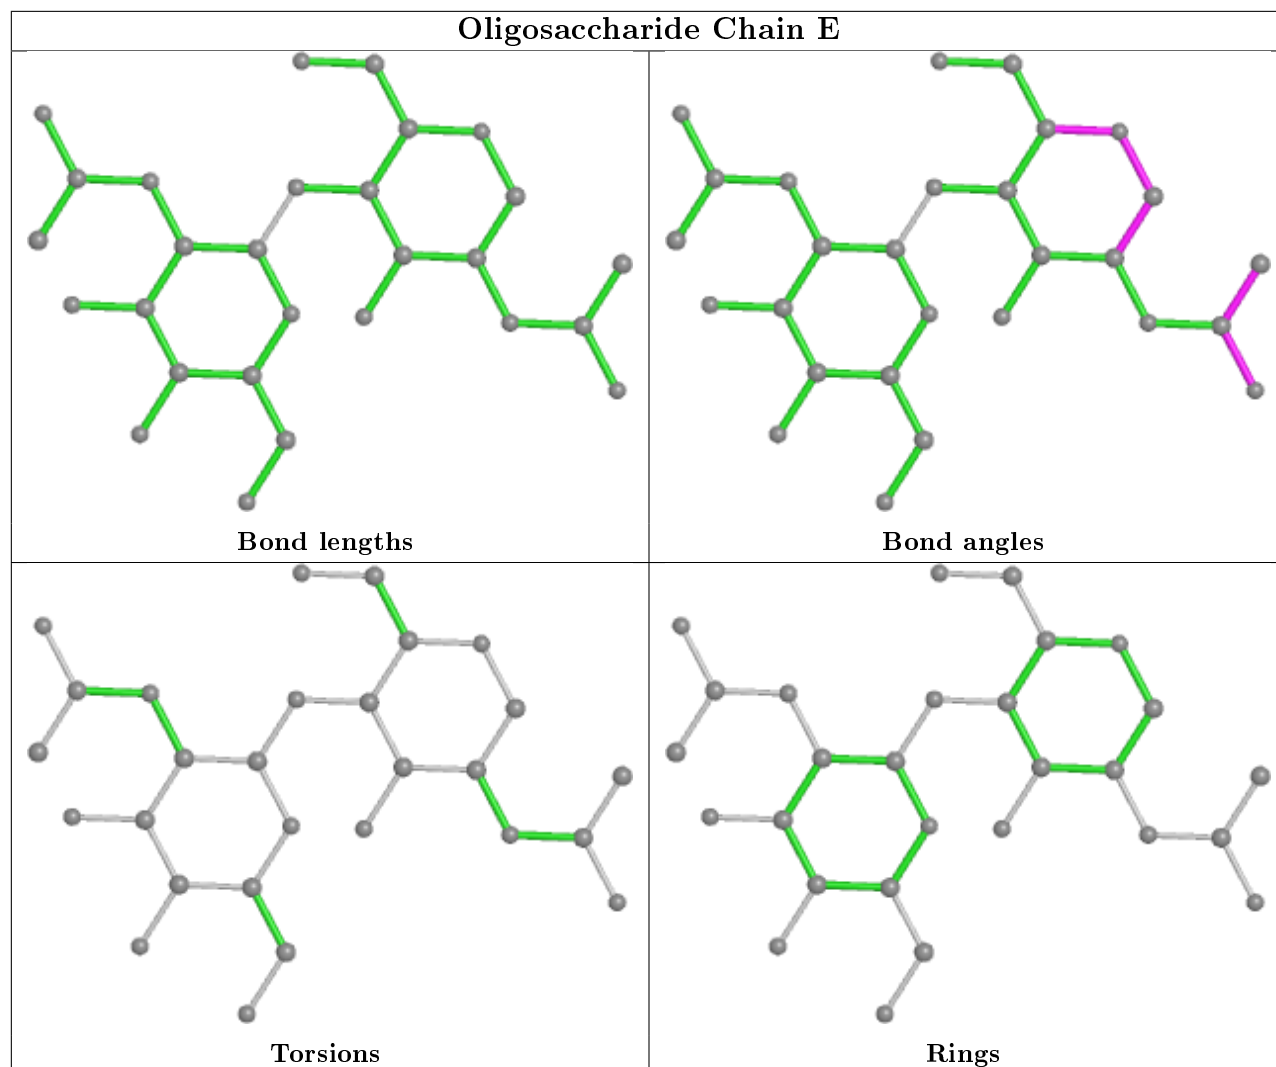 Oligosaccharide Chain E
Bond lengths
Bond angles
Torsions
Rings